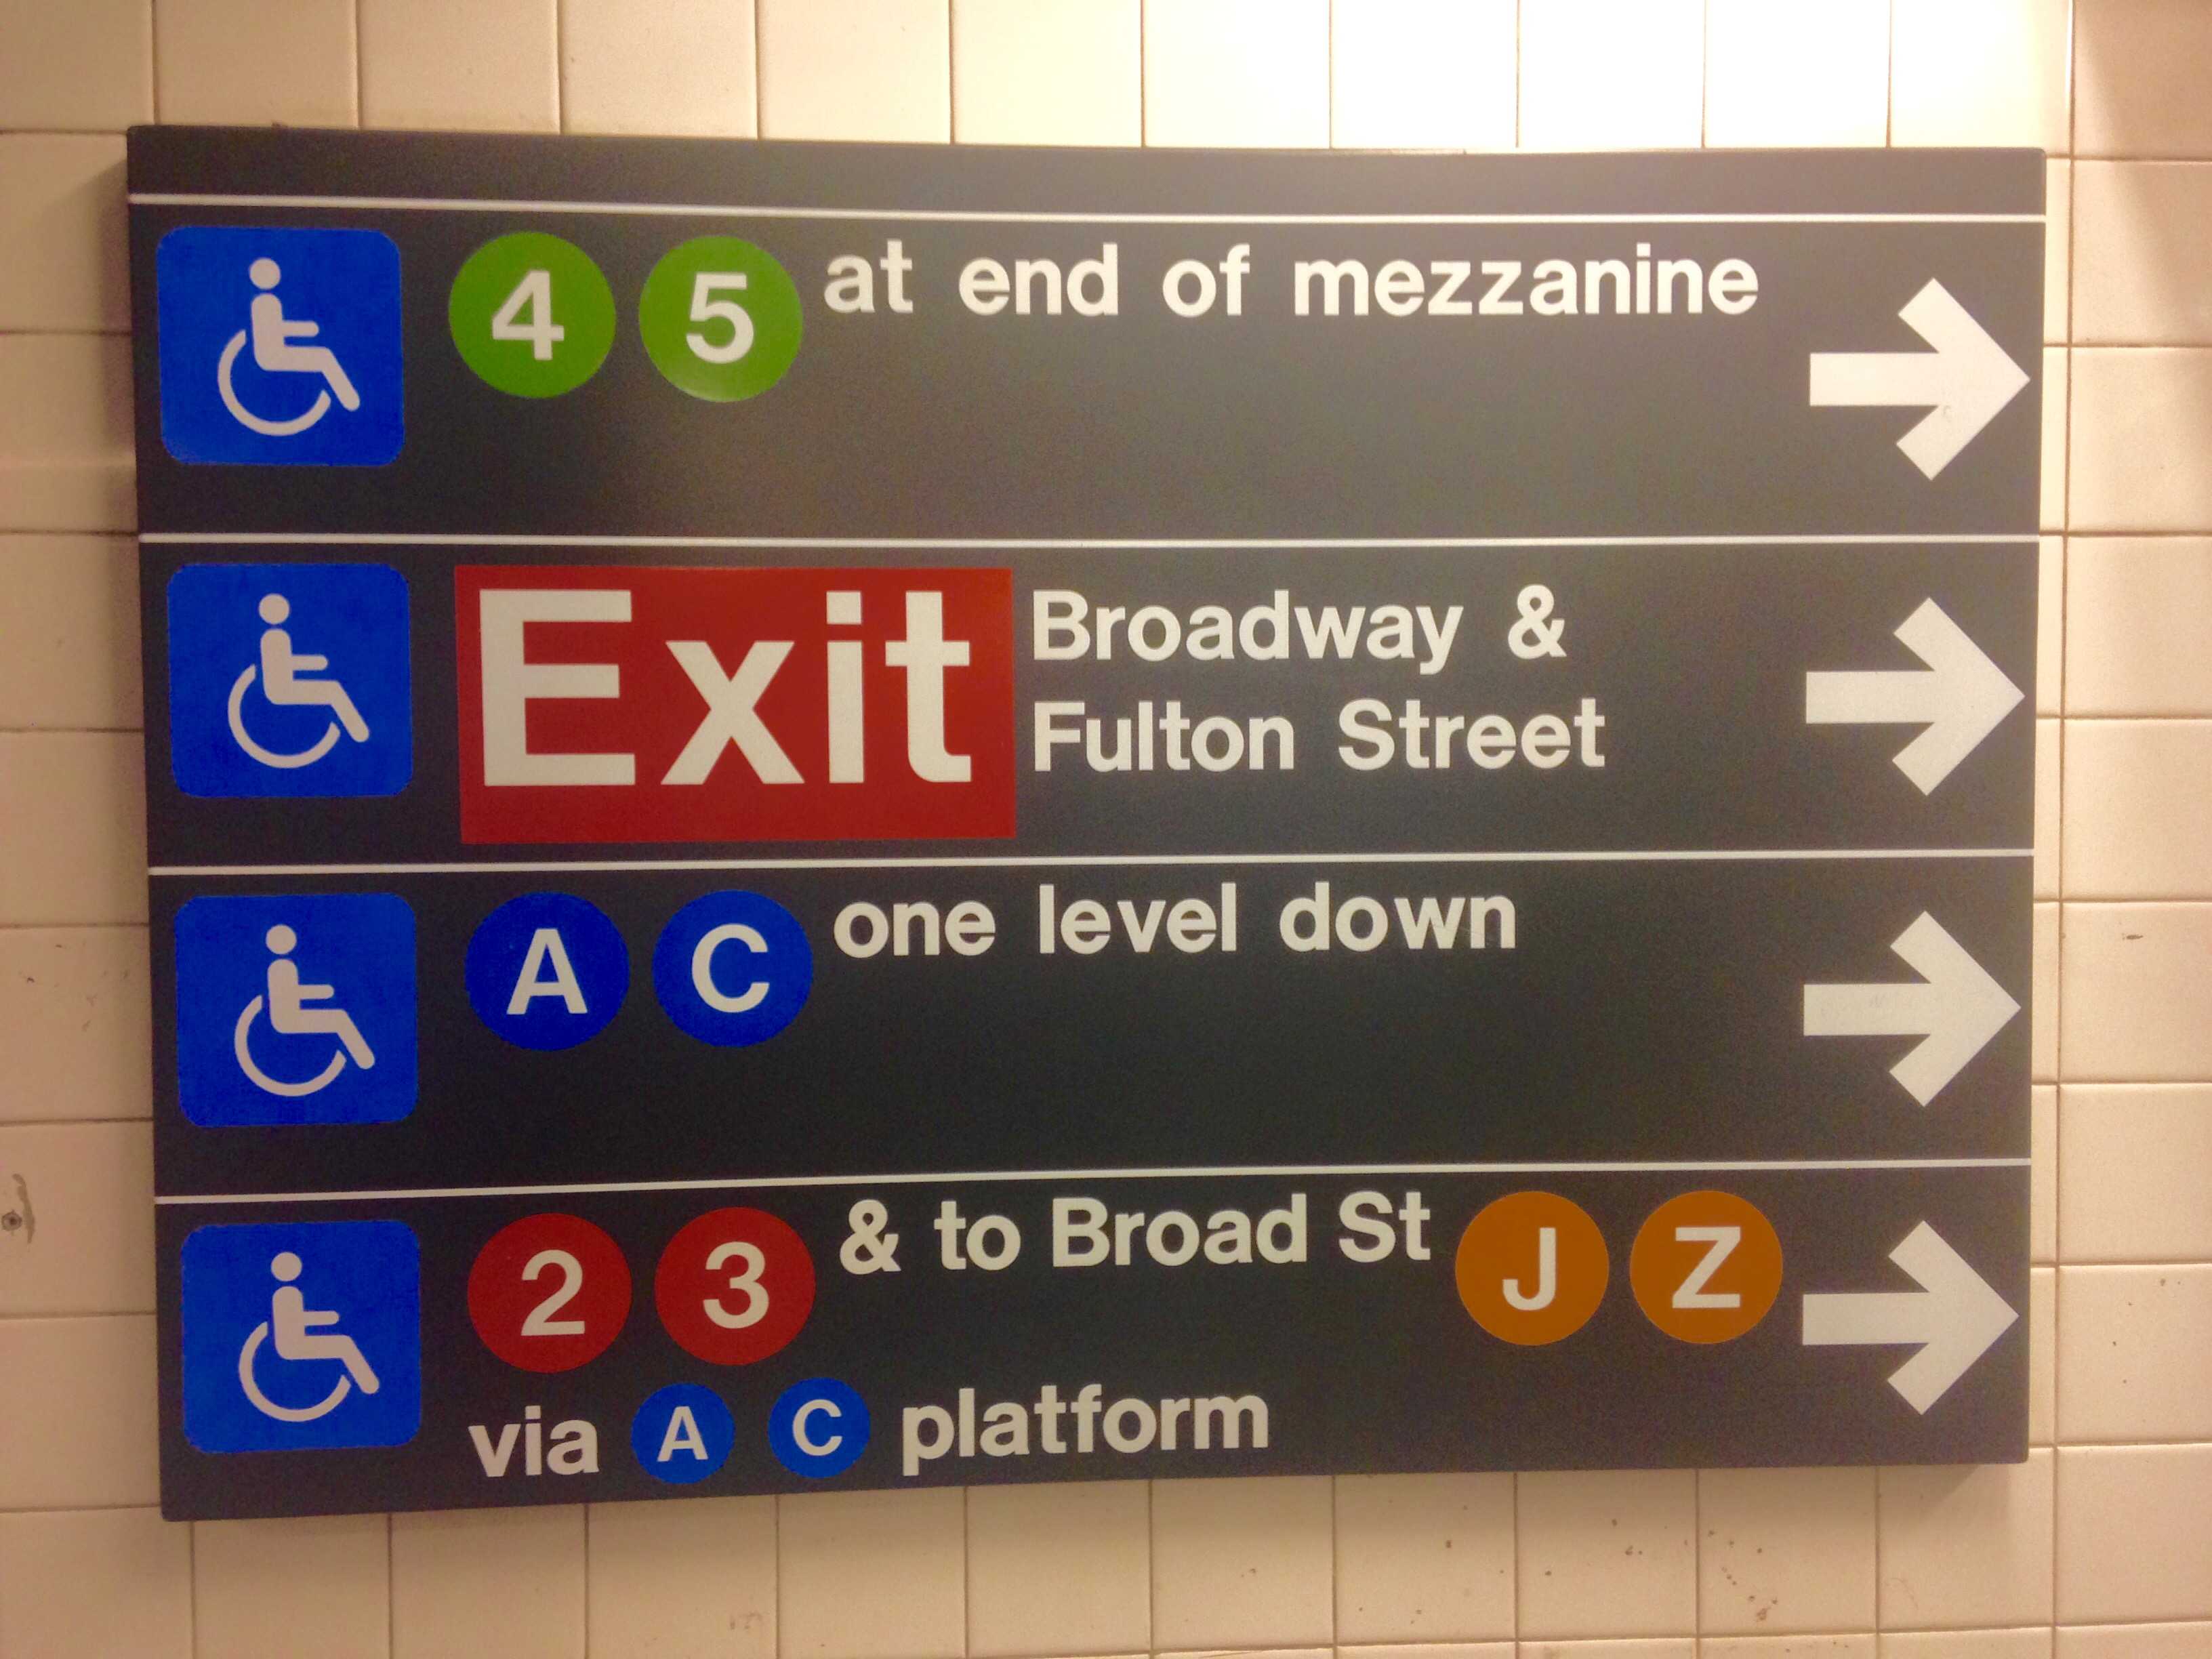 4 5 at end of mezzanine
Exit Broadway &
Fulton Street
A C one level down
2 3 & to Broad St J Z
via A C platform